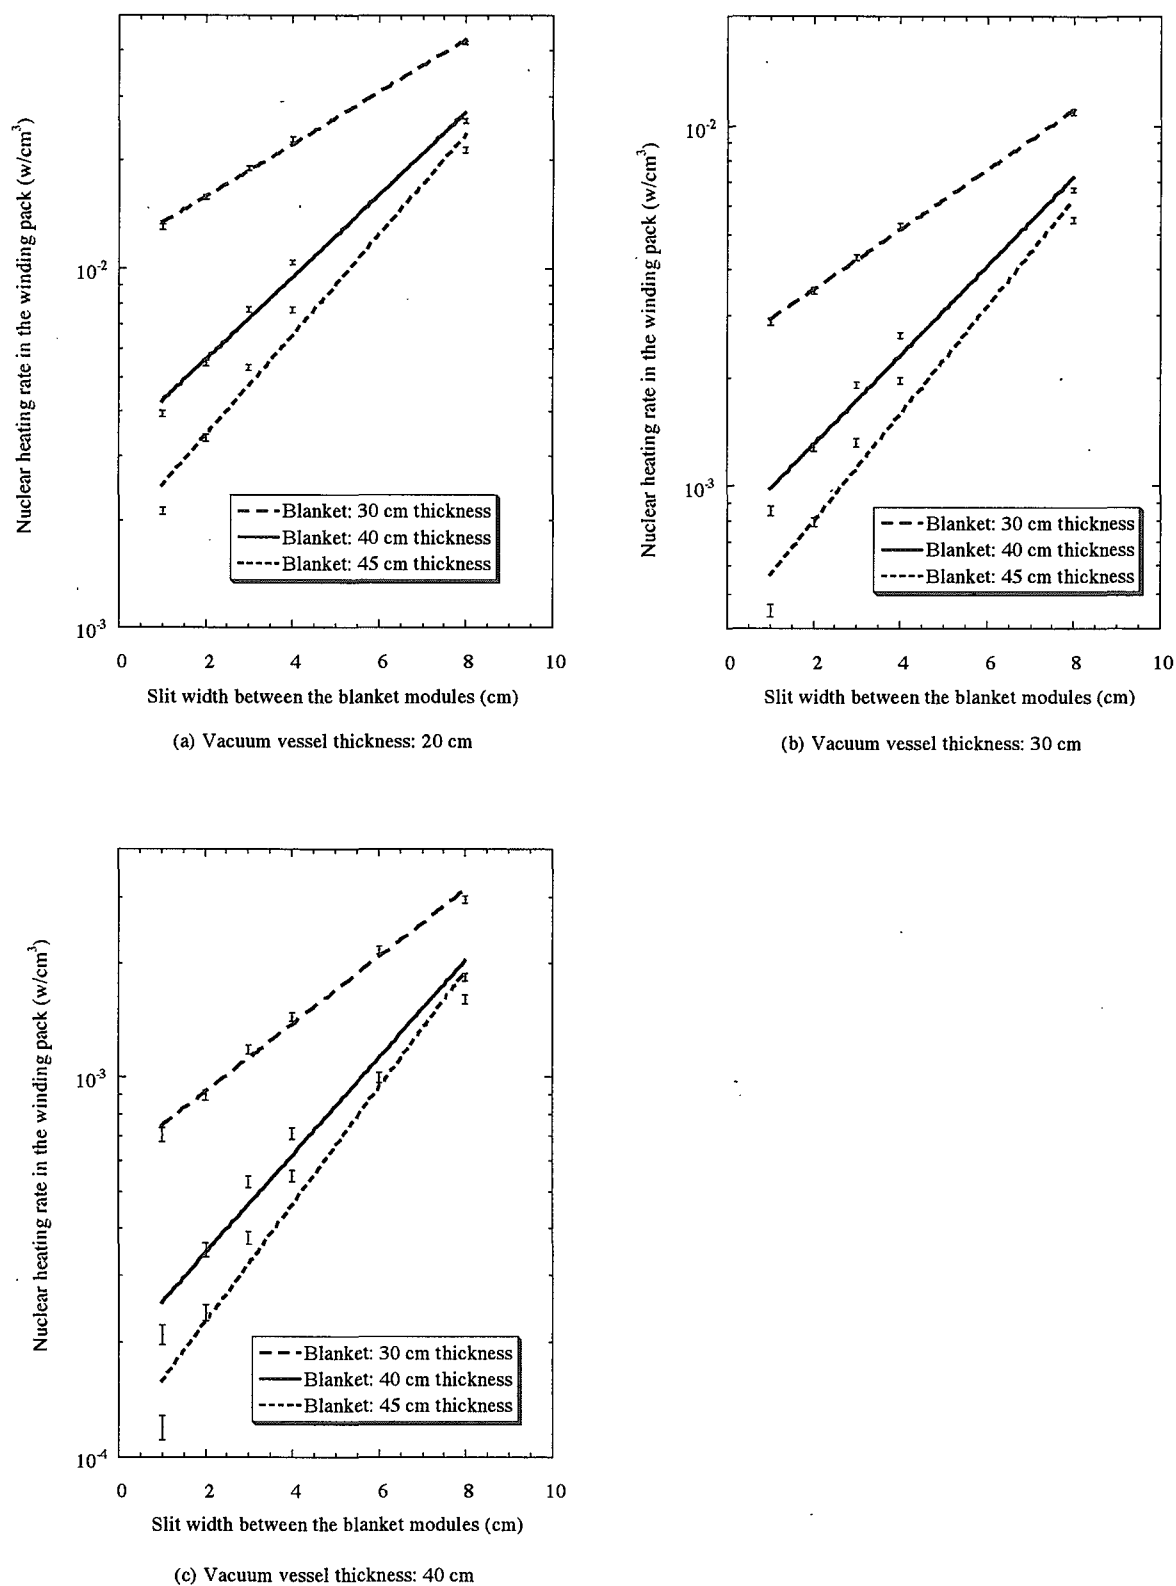 Nuclear heating rate in the winding pack (w/cm³)
10⁻²
10⁻³
0 2 4 6 8 10
Slit width between the blanket modules (cm)
Blanket: 30 cm thickness
Blanket: 40 cm thickness
Blanket: 45 cm thickness
(a) Vacuum vessel thickness: 20 cm
Nuclear heating rate in the winding pack (w/cm³)
10⁻²
10⁻³
0 2 4 6 8 10
Slit width between the blanket modules (cm)
Blanket: 30 cm thickness
Blanket: 40 cm thickness
Blanket: 45 cm thickness
(b) Vacuum vessel thickness: 30 cm
Nuclear heating rate in the winding pack (w/cm³)
10⁻³
10⁻⁴
0 2 4 6 8 10
Slit width between the blanket modules (cm)
Blanket: 30 cm thickness
Blanket: 40 cm thickness
Blanket: 45 cm thickness
(c) Vacuum vessel thickness: 40 cm